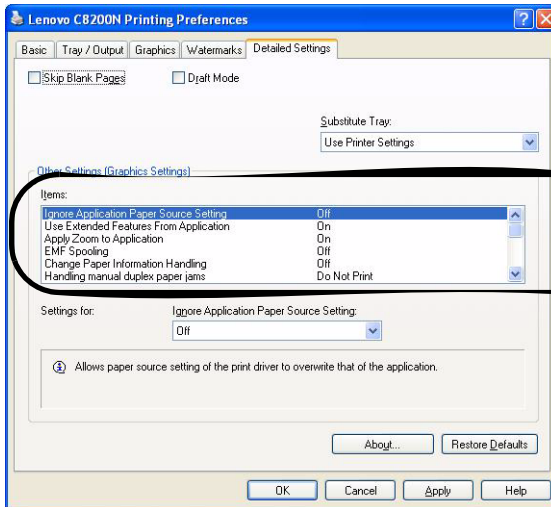 Lenovo C8200N Printing Preferences
Basic Tray / Output Graphics Watermarks Detailed Settings
Skip Blank Pages Draft Mode
Substitute Tray:
Use Printer Settings
Other Settings (Graphics Settings)
Items:
Ignore Application Paper Source Setting Off
Use Extended Features From Application On
Apply Zoom to Application On
EMF Spooling Off
Change Paper Information Handling Off
Handling manual duplex paper jams Do Not Print
Settings for: Ignore Application Paper Source Setting:
Off
Allows paper source setting of the print driver to overwrite that of the application.
About... Restore Defaults
OK Cancel Apply Help